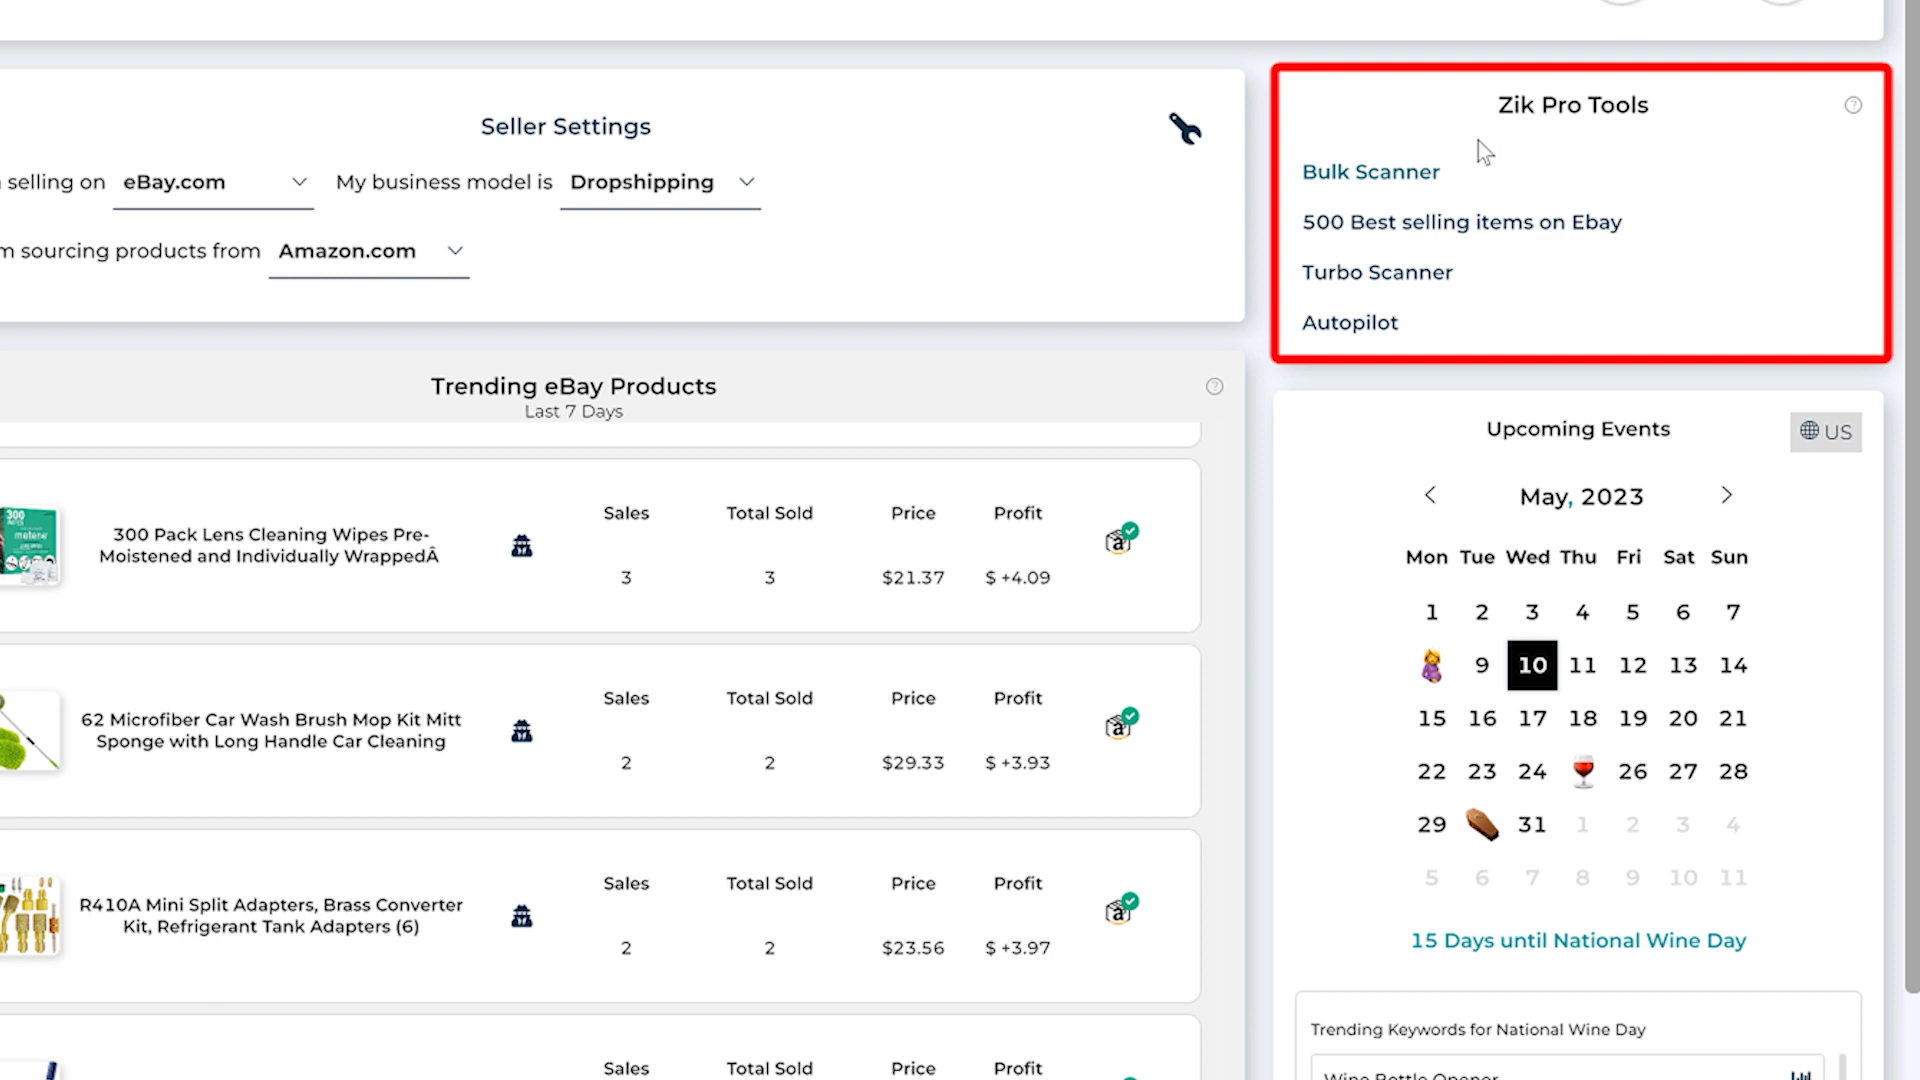 Seller Settings
selling on eBay.com My business model is Dropshipping
m sourcing products from Amazon.com
Zik Pro Tools
?
Bulk Scanner
500 Best selling items on Ebay
Turbo Scanner
Autopilot
Trending eBay Products
?
Last 7 Days
300
metene
300 Pack Lens Cleaning Wipes Pre-
Moistened and Individually WrappedÂ
Sales Total Sold Price Profit
3 3 $21.37 $ +4.09
a
62 Microfiber Car Wash Brush Mop Kit Mitt
Sponge with Long Handle Car Cleaning
Sales Total Sold Price Profit
2 2 $29.33 $ +3.93
a
R410A Mini Split Adapters, Brass Converter
Kit, Refrigerant Tank Adapters (6)
Sales Total Sold Price Profit
2 2 $23.56 $ +3.97
a
Sales Total Sold Price Profit
Upcoming Events
US
May, 2023
Mon Tue Wed Thu Fri Sat Sun
1 2 3 4 5 6 7
9 10 11 12 13 14
15 16 17 18 19 20 21
22 23 24 26 27 28
29 31 1 2 3 4
5 6 7 8 9 10 11
15 Days until National Wine Day
Trending Keywords for National Wine Day
Wine Bottle Opener